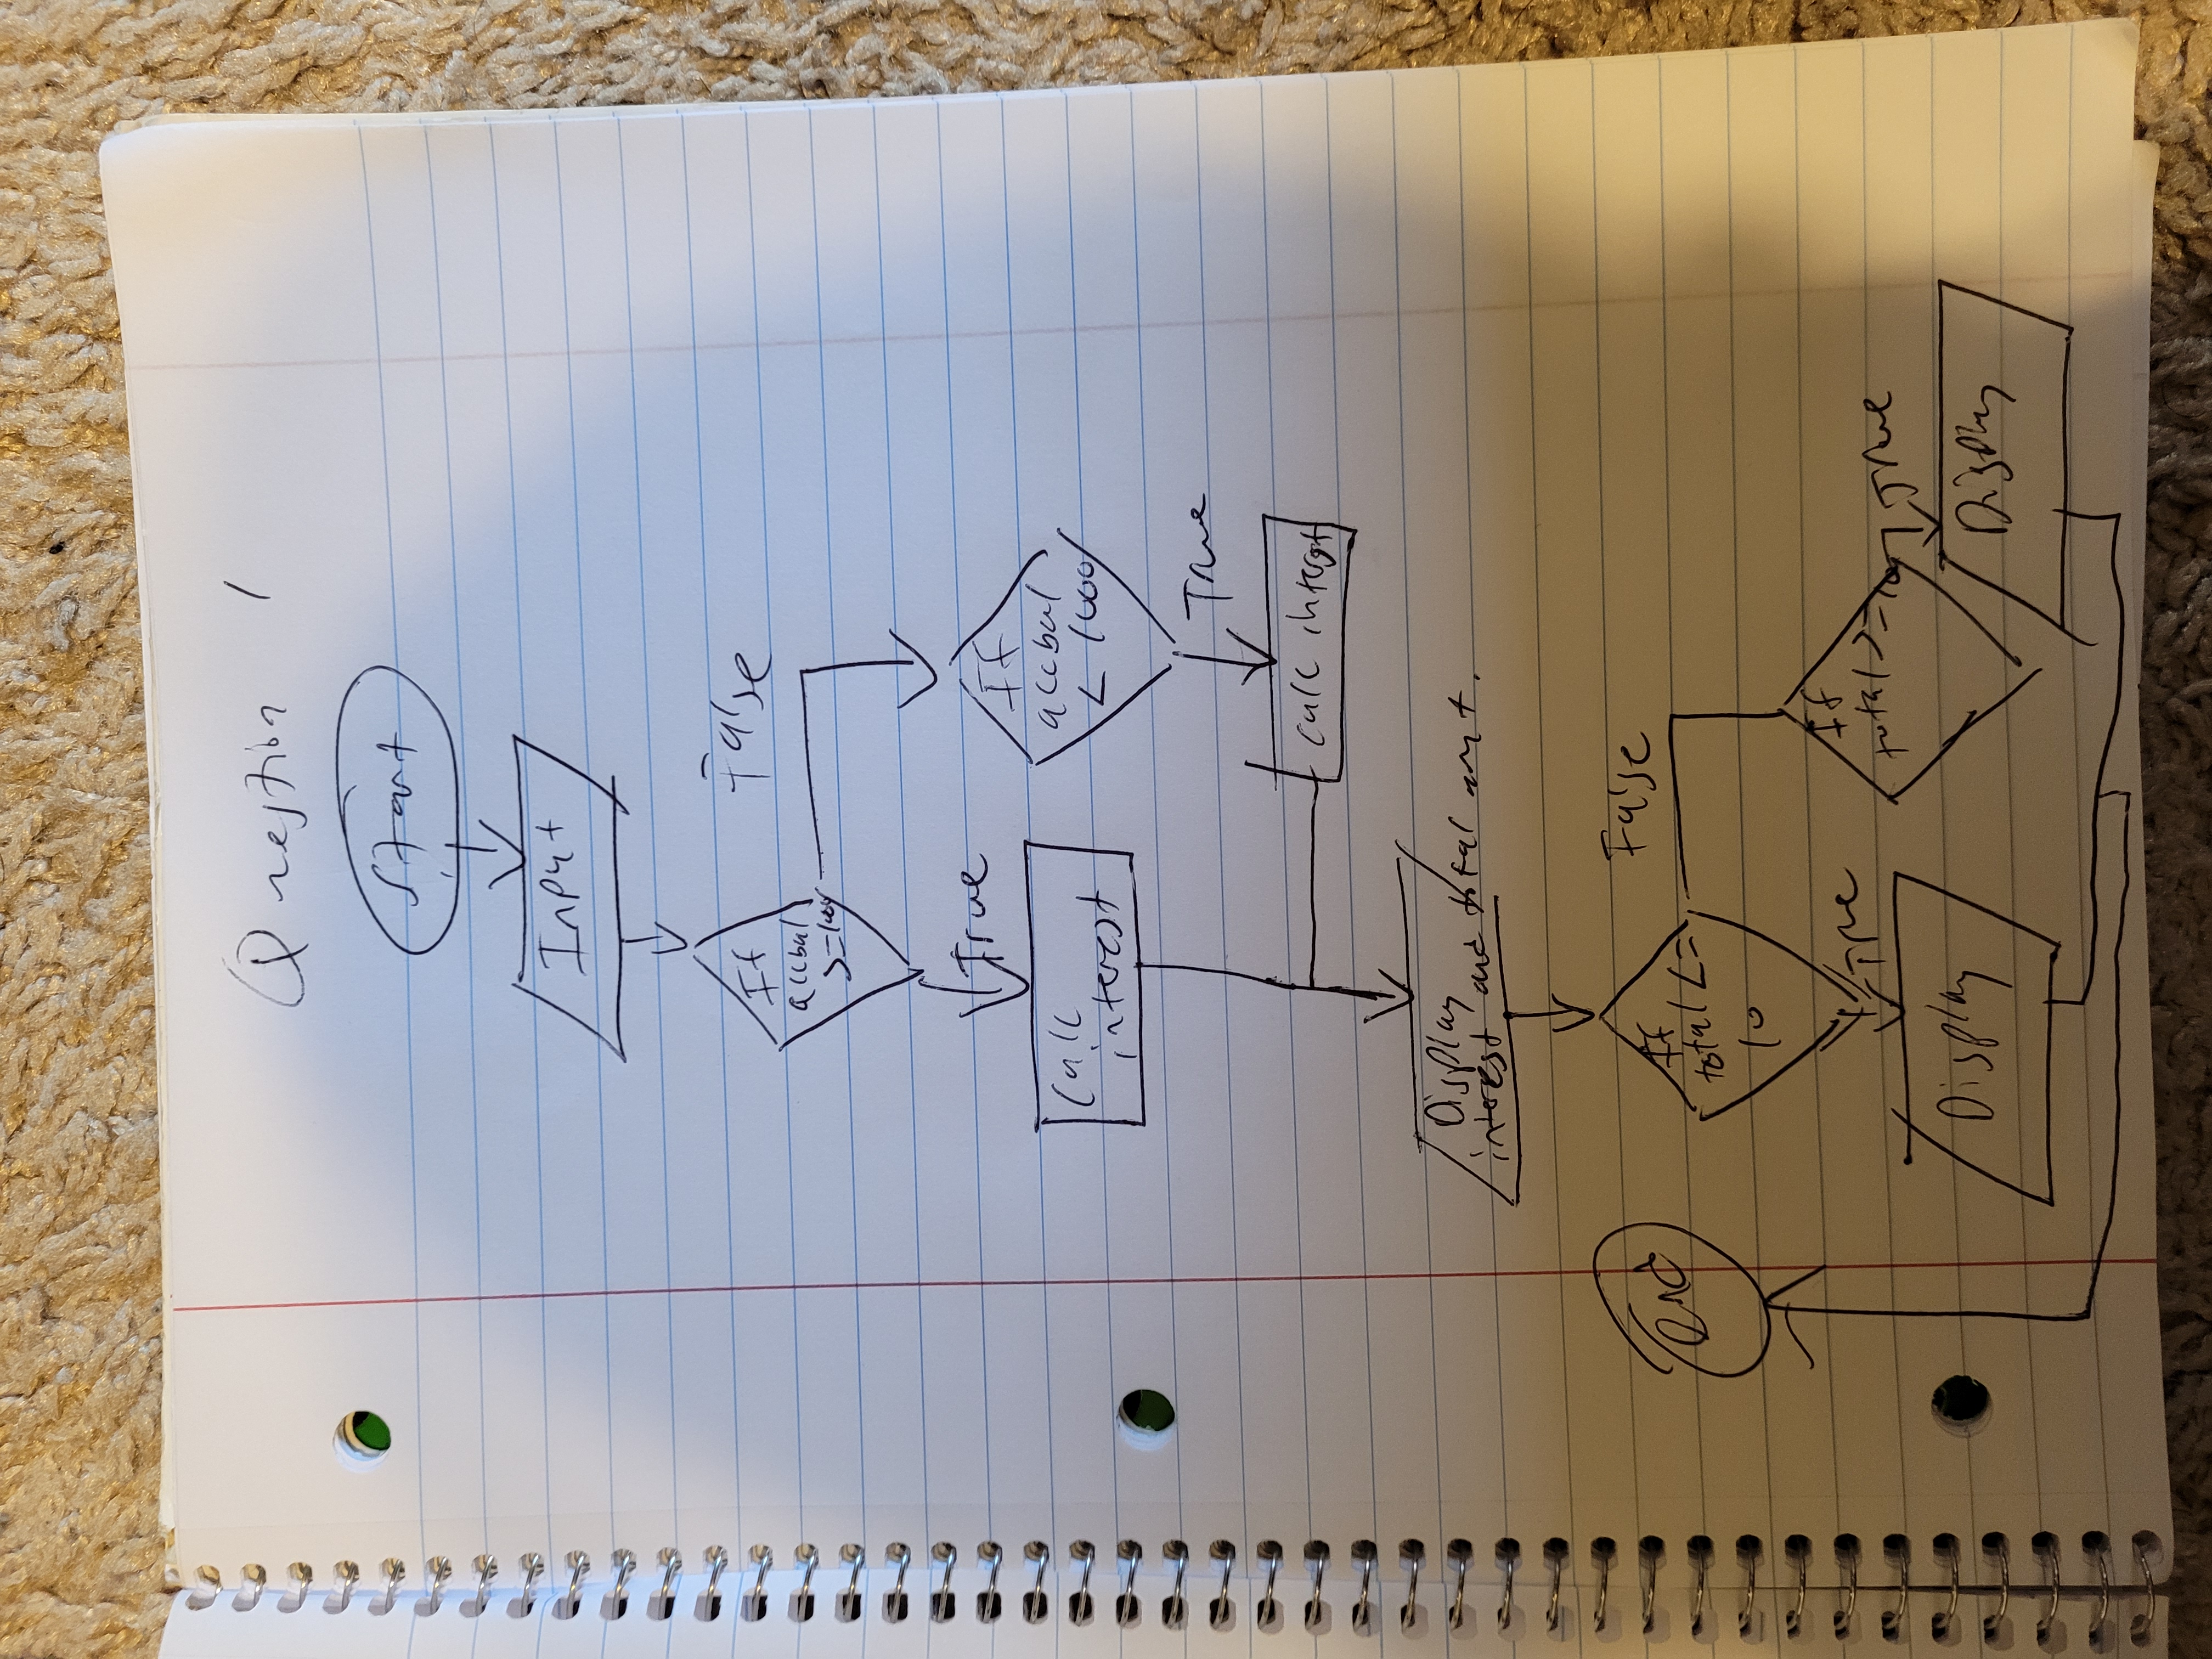 Question 1
Start
Input
False
If
accbal
>=1000
True
If
accbal
< 1000
Calc
interest
True
calc interest
Display
interest and total amt.
False
If
total <=
10
end
True
If
total >=10
True
Display
Display